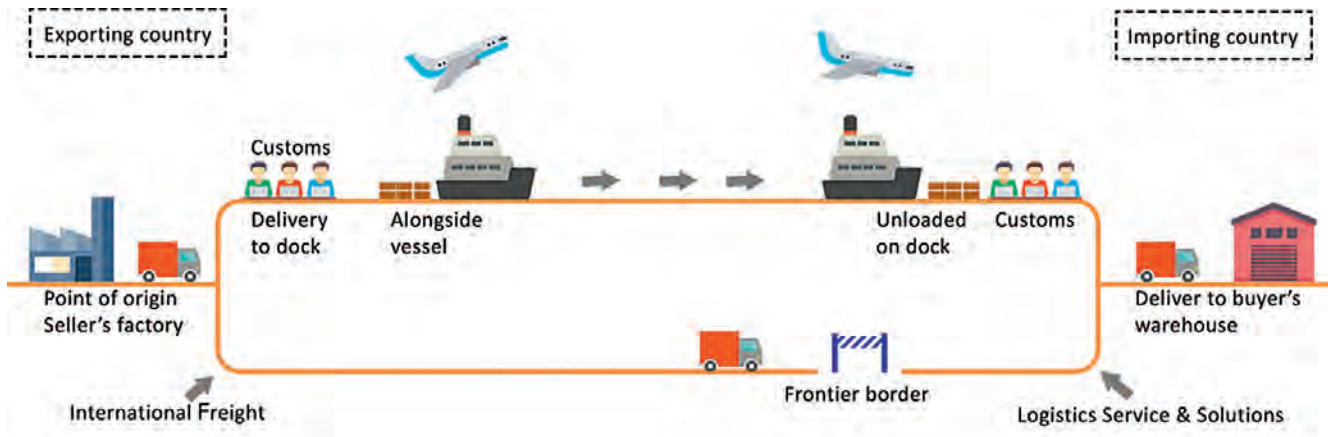 Exporting country
Importing country
Customs
Delivery
to dock
Alongside
vessel
Unloaded
on dock
Customs
Point of origin
Seller's factory
Deliver to buyer's
warehouse
Frontier border
International Freight
Logistics Service & Solutions